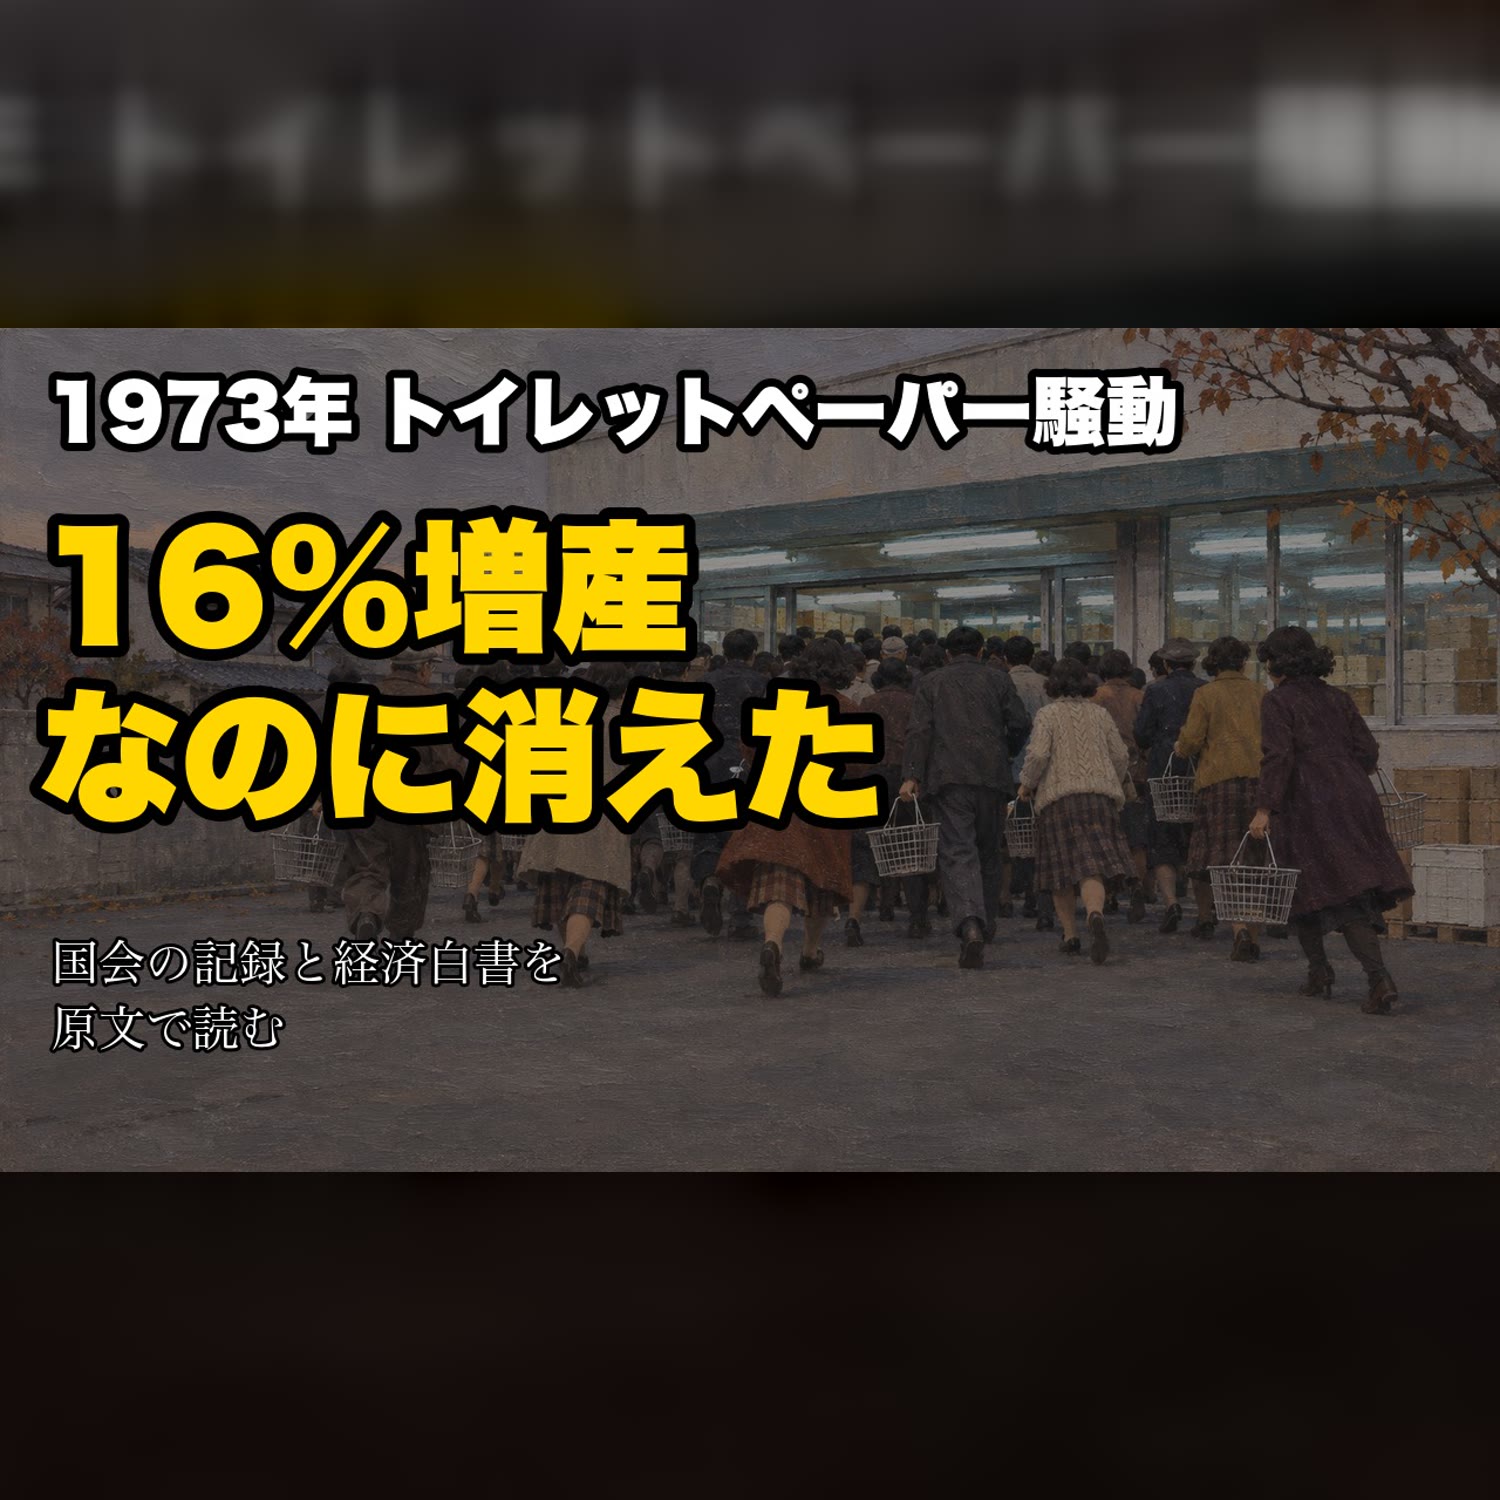 1973年 トイレットペーパー騒動
16%増産
なのに消えた
国会の記録と経済白書を
原文で読む